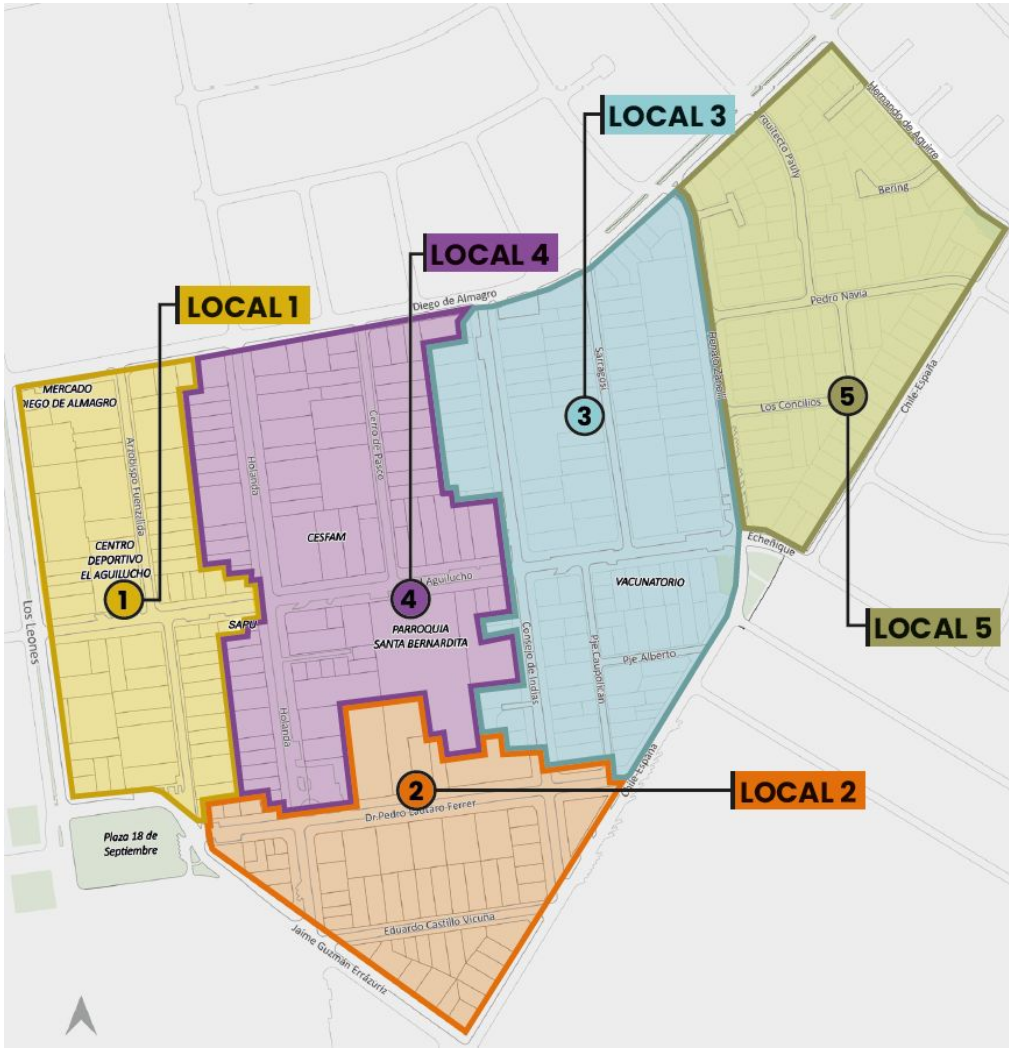 LOCAL 3
Hernando de Aguirre
Arquitecto Pauly
Bering
LOCAL 4
LOCAL 1
Diego de Almagro
Pedro Navia
MERCADO
DIEGO DE ALMAGRO
Sarragosa
Chile-España
5
Los Concilios
3
Cerro de Pasco
Arzobispo Fuenzalida
Holanda
CESFAM
CENTRO
DEPORTIVO
EL AGUILUCHO
Echeñique
VACUNATORIO
Aguilucho
1
4
Los Leones
SAPU
PARROQUIA
SANTA BERNARDITA
LOCAL 5
Consejo de Indias
Pje Caupolican
Pje Alberto
Holanda
Chile-España
2
LOCAL 2
Dr.Pedro Lautaro Ferrer
Plaza 18 de
Septiembre
Eduardo Castillo Vicuña
Jaime Guzmán Errázuriz